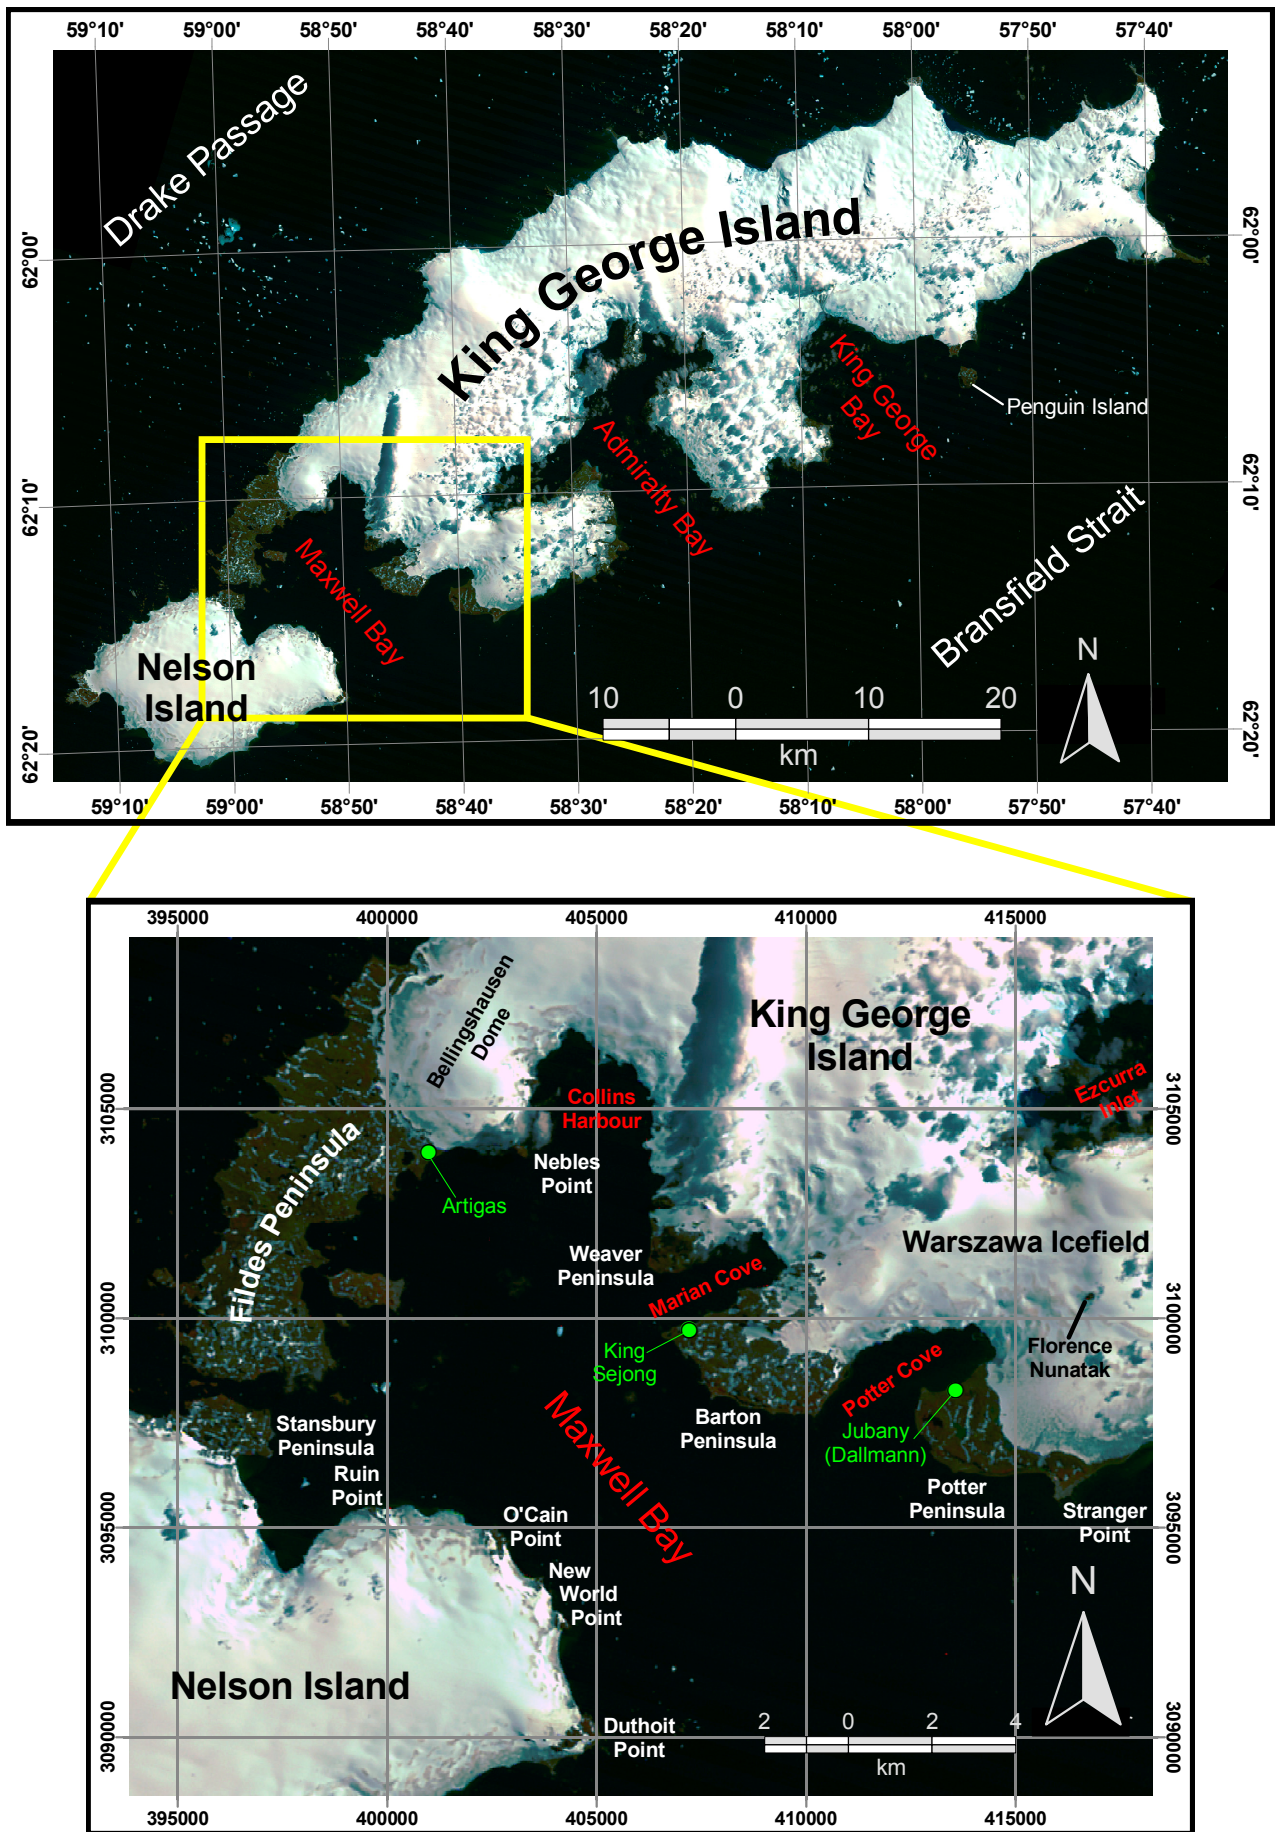 59°10' 59°00' 58°50' 58°40' 58°30' 58°20' 58°10' 58°00' 57°50' 57°40'
Drake Passage
King George Island
62°00'
62°00'
King George
Bay
Penguin Island
Admiralty Bay
62°10'
62°10'
Maxwell Bay
Bransfield Strait
Nelson
Island
N
10 0 10 20
km
62°20'
62°20'
59°10' 59°00' 58°50' 58°40' 58°30' 58°20' 58°10' 58°00' 57°50' 57°40'
395000 400000 405000 410000 415000
Bellingshausen
Dome
King George
Island
Collins
Harbour
Ezcurra
Inlet
3105000
3105000
Fildes Peninsula
Nebles
Point
Artigas
Weaver
Peninsula
Warszawa Icefield
Marian Cove
3100000
3100000
King
Sejong
Florence
Nunatak
Potter Cove
Maxwell Bay
Stansbury
Peninsula
Barton
Peninsula
Jubany
(Dallmann)
Ruin
Point
Potter
Peninsula
Stranger
Point
O'Cain
Point
3095000
3095000
New
World
Point
N
Nelson Island
Duthoit
Point
2 0 2 4
km
3090000
3090000
395000 400000 405000 410000 415000